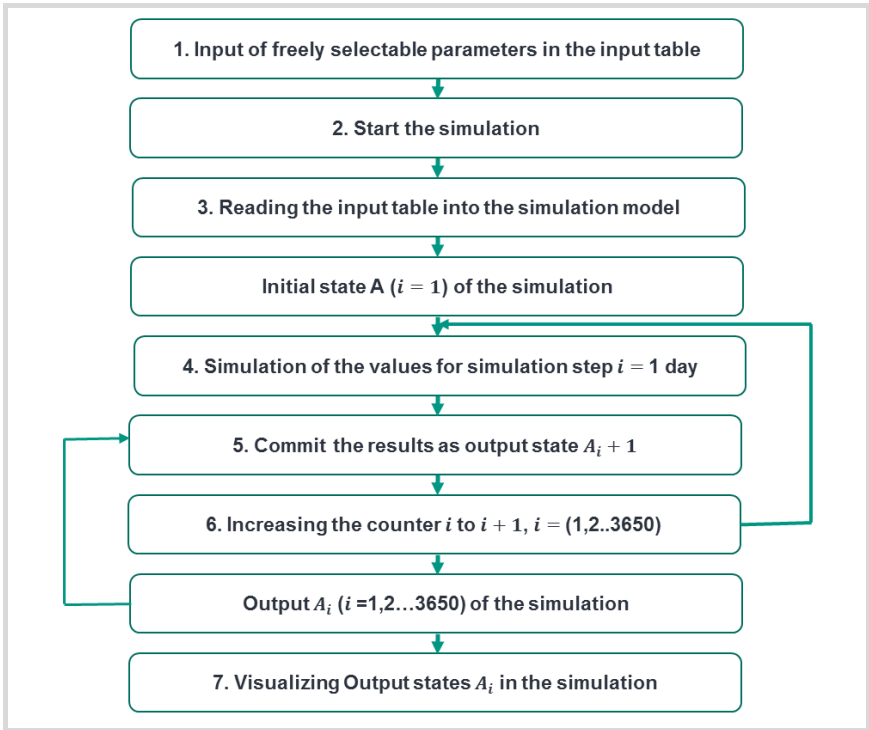 1. Input of freely selectable parameters in the input table
2. Start the simulation
3. Reading the input table into the simulation model
Initial state A (𝑖 = 1) of the simulation
4. Simulation of the values for simulation step 𝑖 = 1 day
5. Commit the results as output state 𝐴ᵢ + 1
6. Increasing the counter 𝑖 to 𝑖 + 1, 𝑖 = (1,2..3650)
Output 𝐴ᵢ (𝑖 =1,2…3650) of the simulation
7. Visualizing Output states 𝐴ᵢ in the simulation